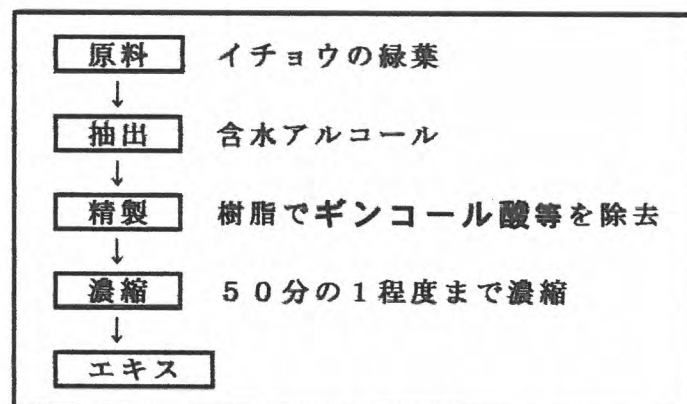 原料 イチョウの緑葉
↓
抽出 含水アルコール
↓
精製 樹脂でギンコール酸等を除去
↓
濃縮 50分の1程度まで濃縮
↓
エキス